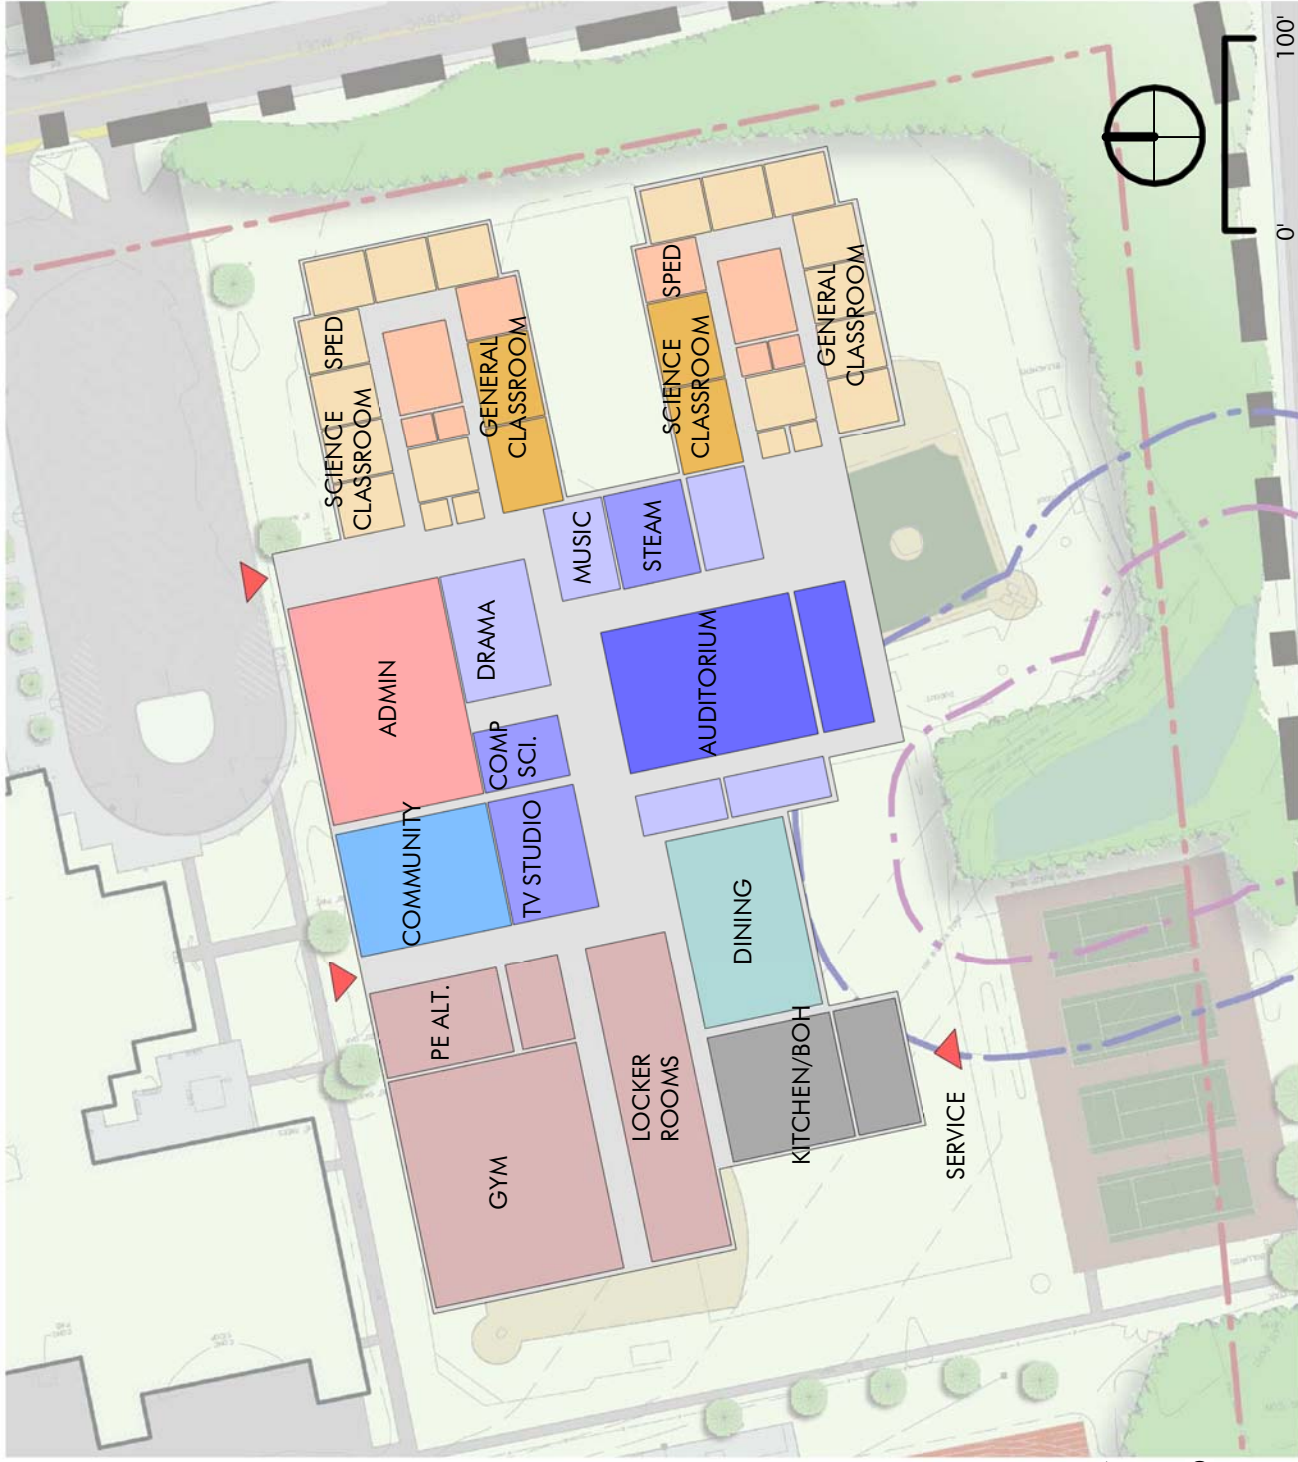 SCIENCE
CLASSROOM
SPED
GENERAL
CLASSROOM
SCIENCE
CLASSROOM
SPED
GENERAL
CLASSROOM
MUSIC
STEAM
ADMIN
DRAMA
COMP
SCI.
AUDITORIUM
COMMUNITY
TV STUDIO
DINING
PE ALT.
GYM
LOCKER
ROOMS
KITCHEN/BOH
SERVICE
0'
100'